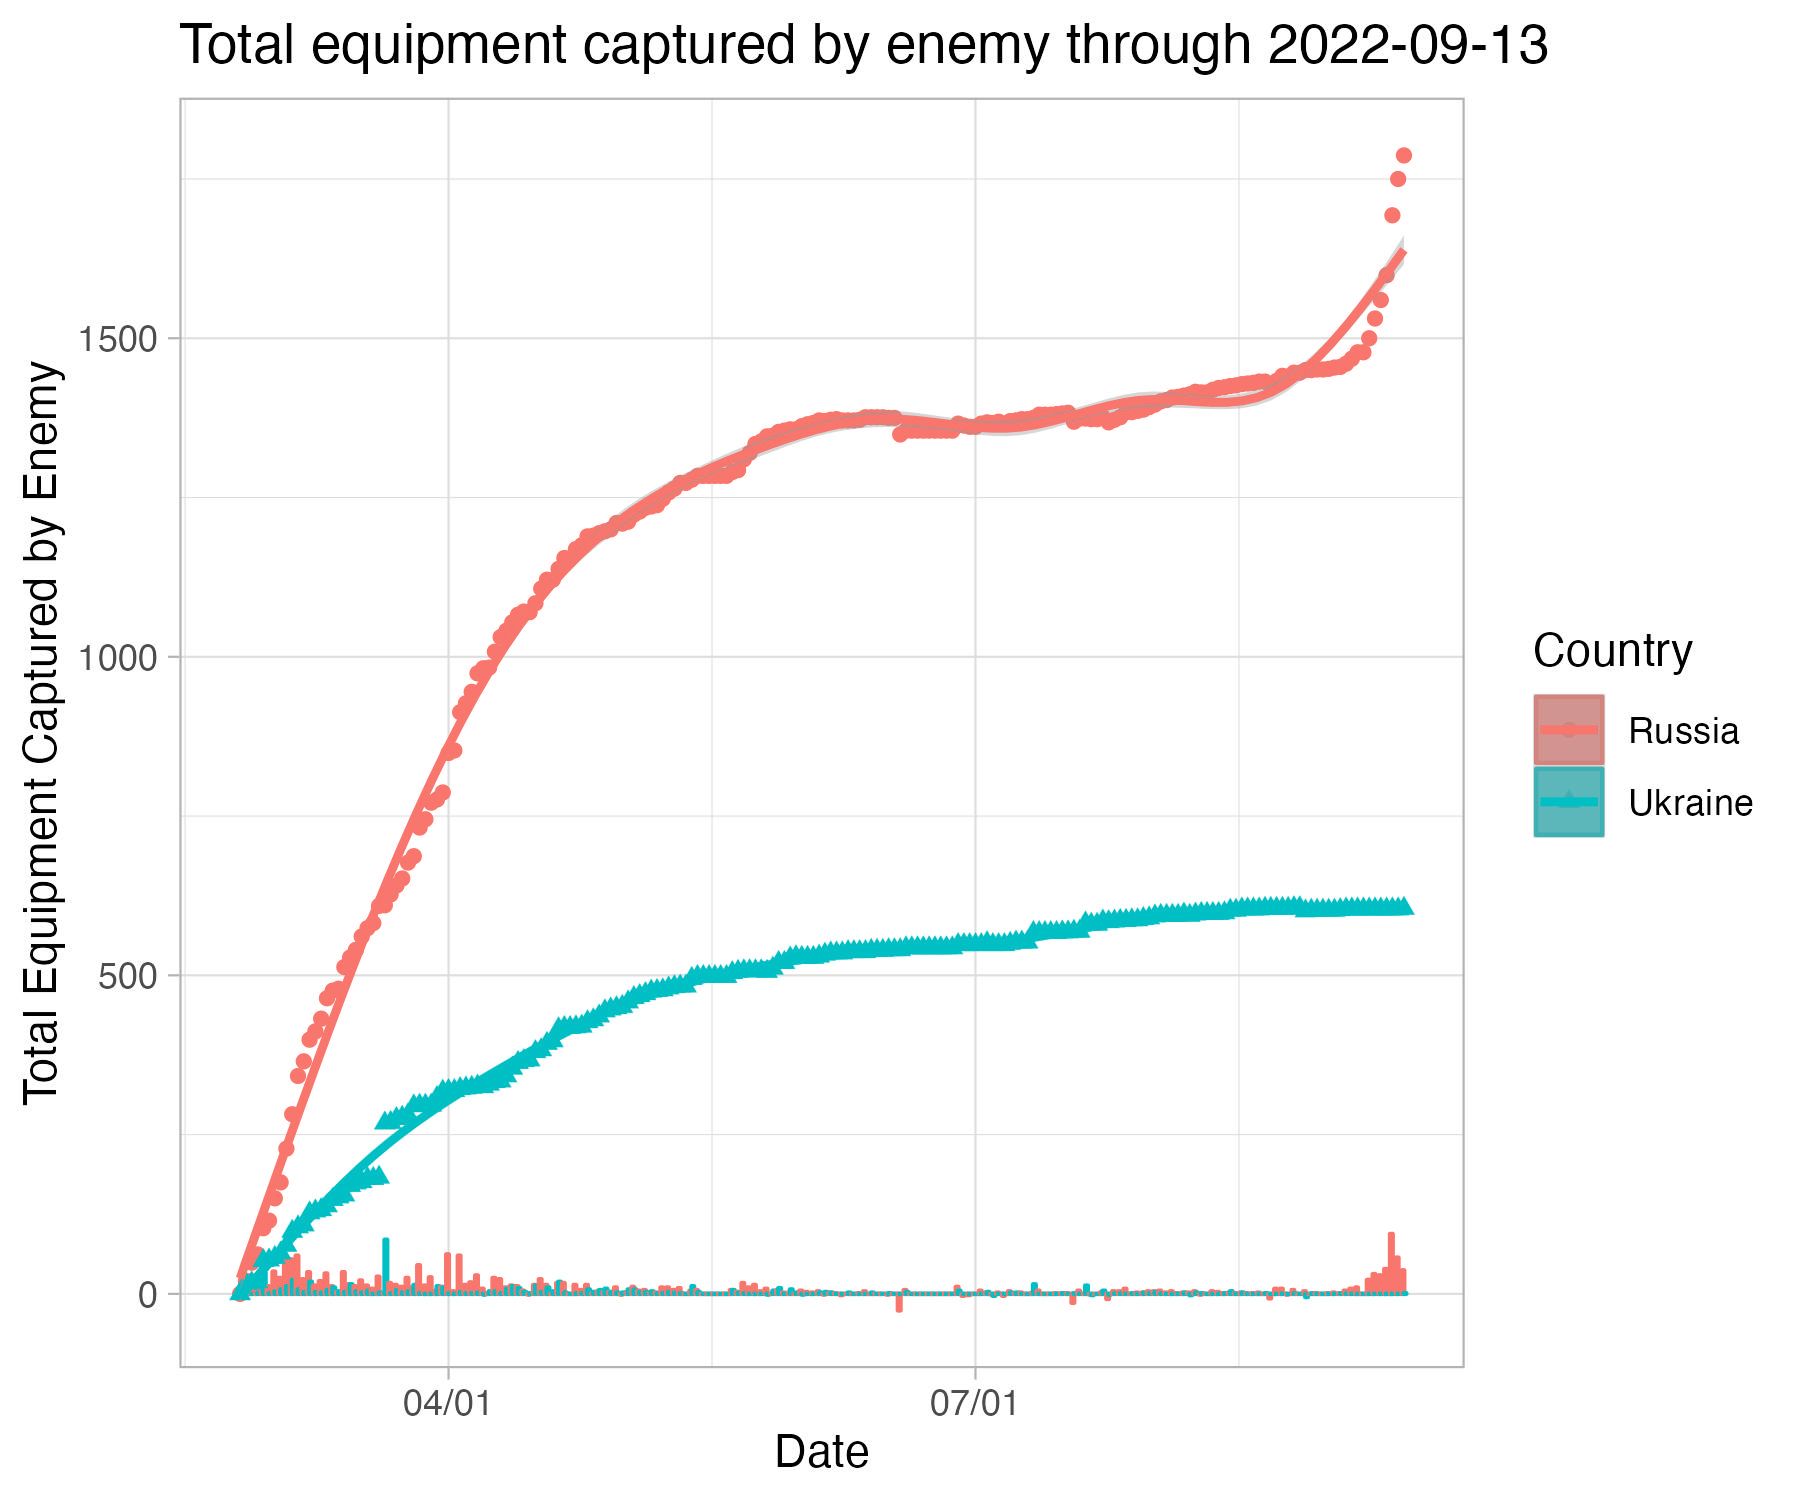 Total equipment captured by enemy through 2022-09-13
Total Equipment Captured by Enemy
1500
1000
500
0
04/01
07/01
Date
Country
Russia
Ukraine